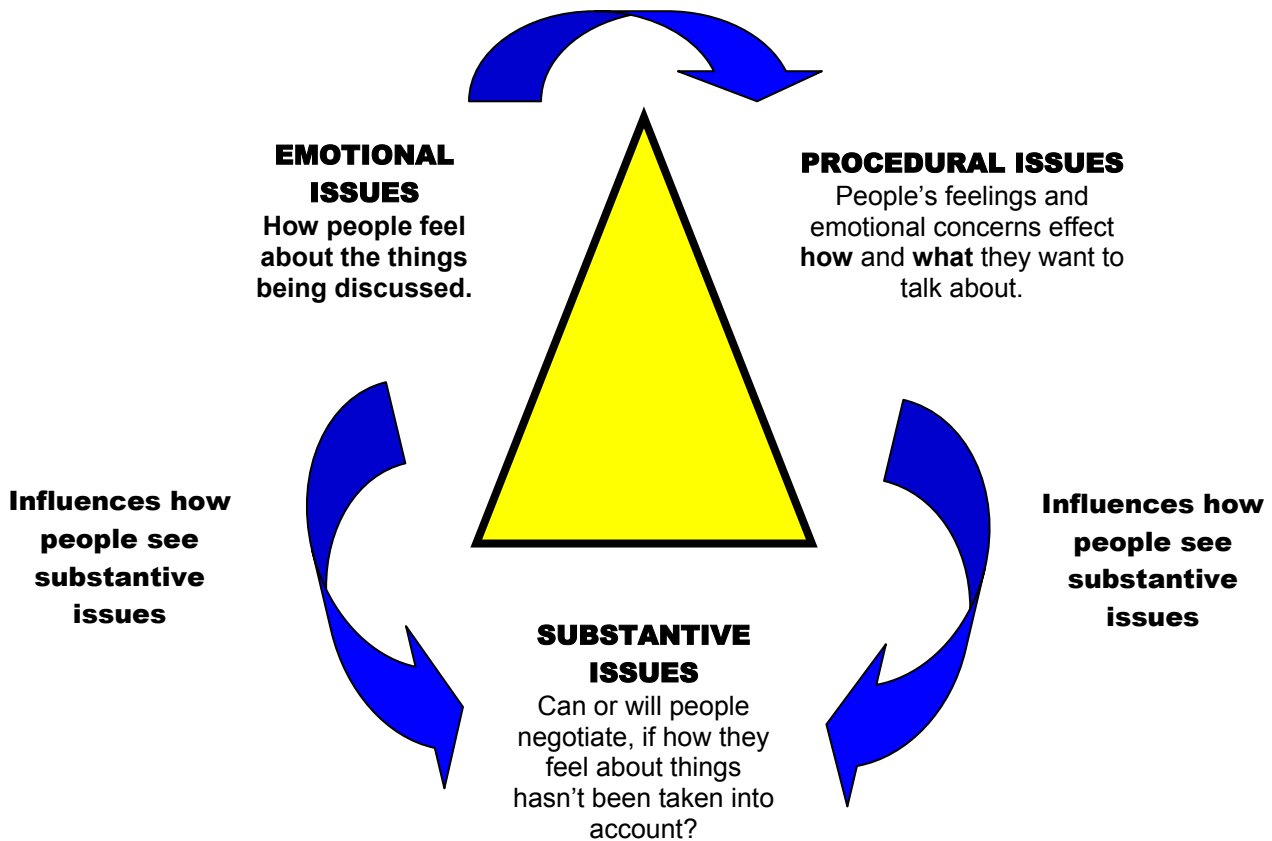 EMOTIONAL
ISSUES
How people feel
about the things
being discussed.
PROCEDURAL ISSUES
People’s feelings and
emotional concerns effect
how and what they want to
talk about.
Influences how
people see
substantive
issues
Influences how
people see
substantive
issues
SUBSTANTIVE
ISSUES
Can or will people
negotiate, if how they
feel about things
hasn’t been taken into
account?